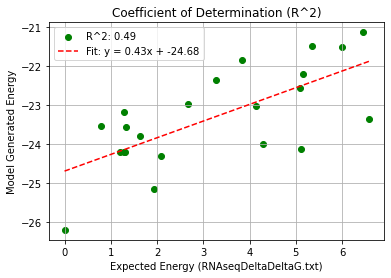 Coefficient of Determination (R^2)
R^2: 0.49
Fit: y = 0.43x + -24.68
Model Generated Energy
−21
−22
−23
−24
−25
−26
0 1 2 3 4 5 6
Expected Energy (RNAseqDeltaDeltaG.txt)